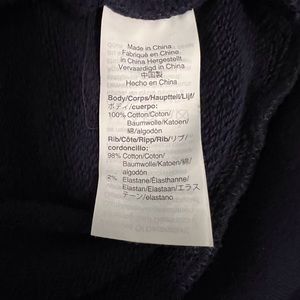 Made in China
Fabriqué en Chine
In China Hergestellt
Vervaardigd in China
中国製
Hecho en China
Body/Corps/Hauptteil/Lijf/
ボディ/cuerpo:
100% Cotton/Coton/
Baumwolle/Katoen/綿
/algodón
Rib/Côte/Ripp/Rib/リブ/
cordoncillo:
98% Cotton/Coton/
Baumwolle/Katoen/綿/
algodón
2% Elastane/Élasthanne/
Elastan/Elastaan/エラス
テーン/elastano